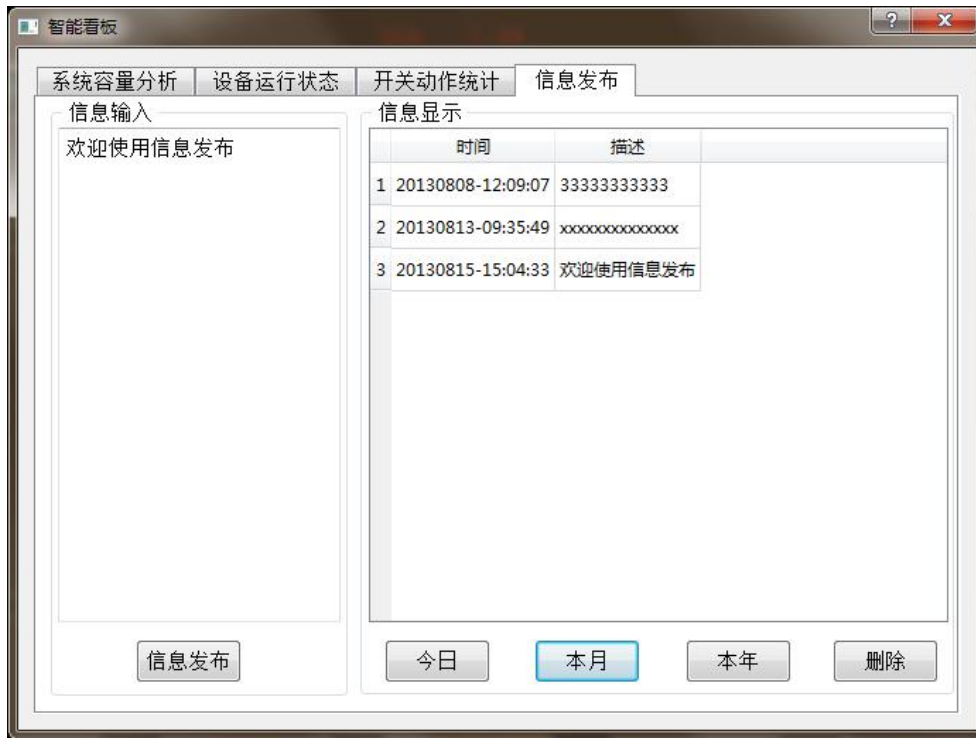 智能看板
系统容量分析 设备运行状态 开关动作统计 信息发布
信息输入
欢迎使用信息发布
信息发布
信息显示
时间 描述
1 20130808-12:09:07 33333333333
2 20130813-09:35:49 xxxxxxxxxxxxxx
3 20130815-15:04:33 欢迎使用信息发布
今日 本月 本年 删除